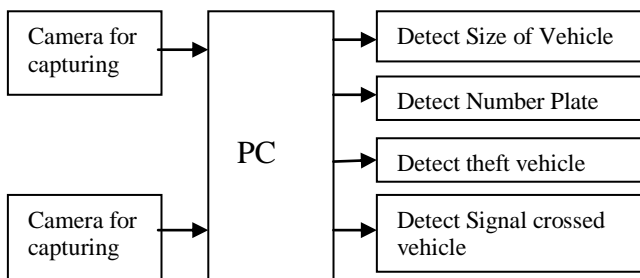 Camera for
capturing
Camera for
capturing
PC
Detect Size of Vehicle
Detect Number Plate
Detect theft vehicle
Detect Signal crossed
vehicle